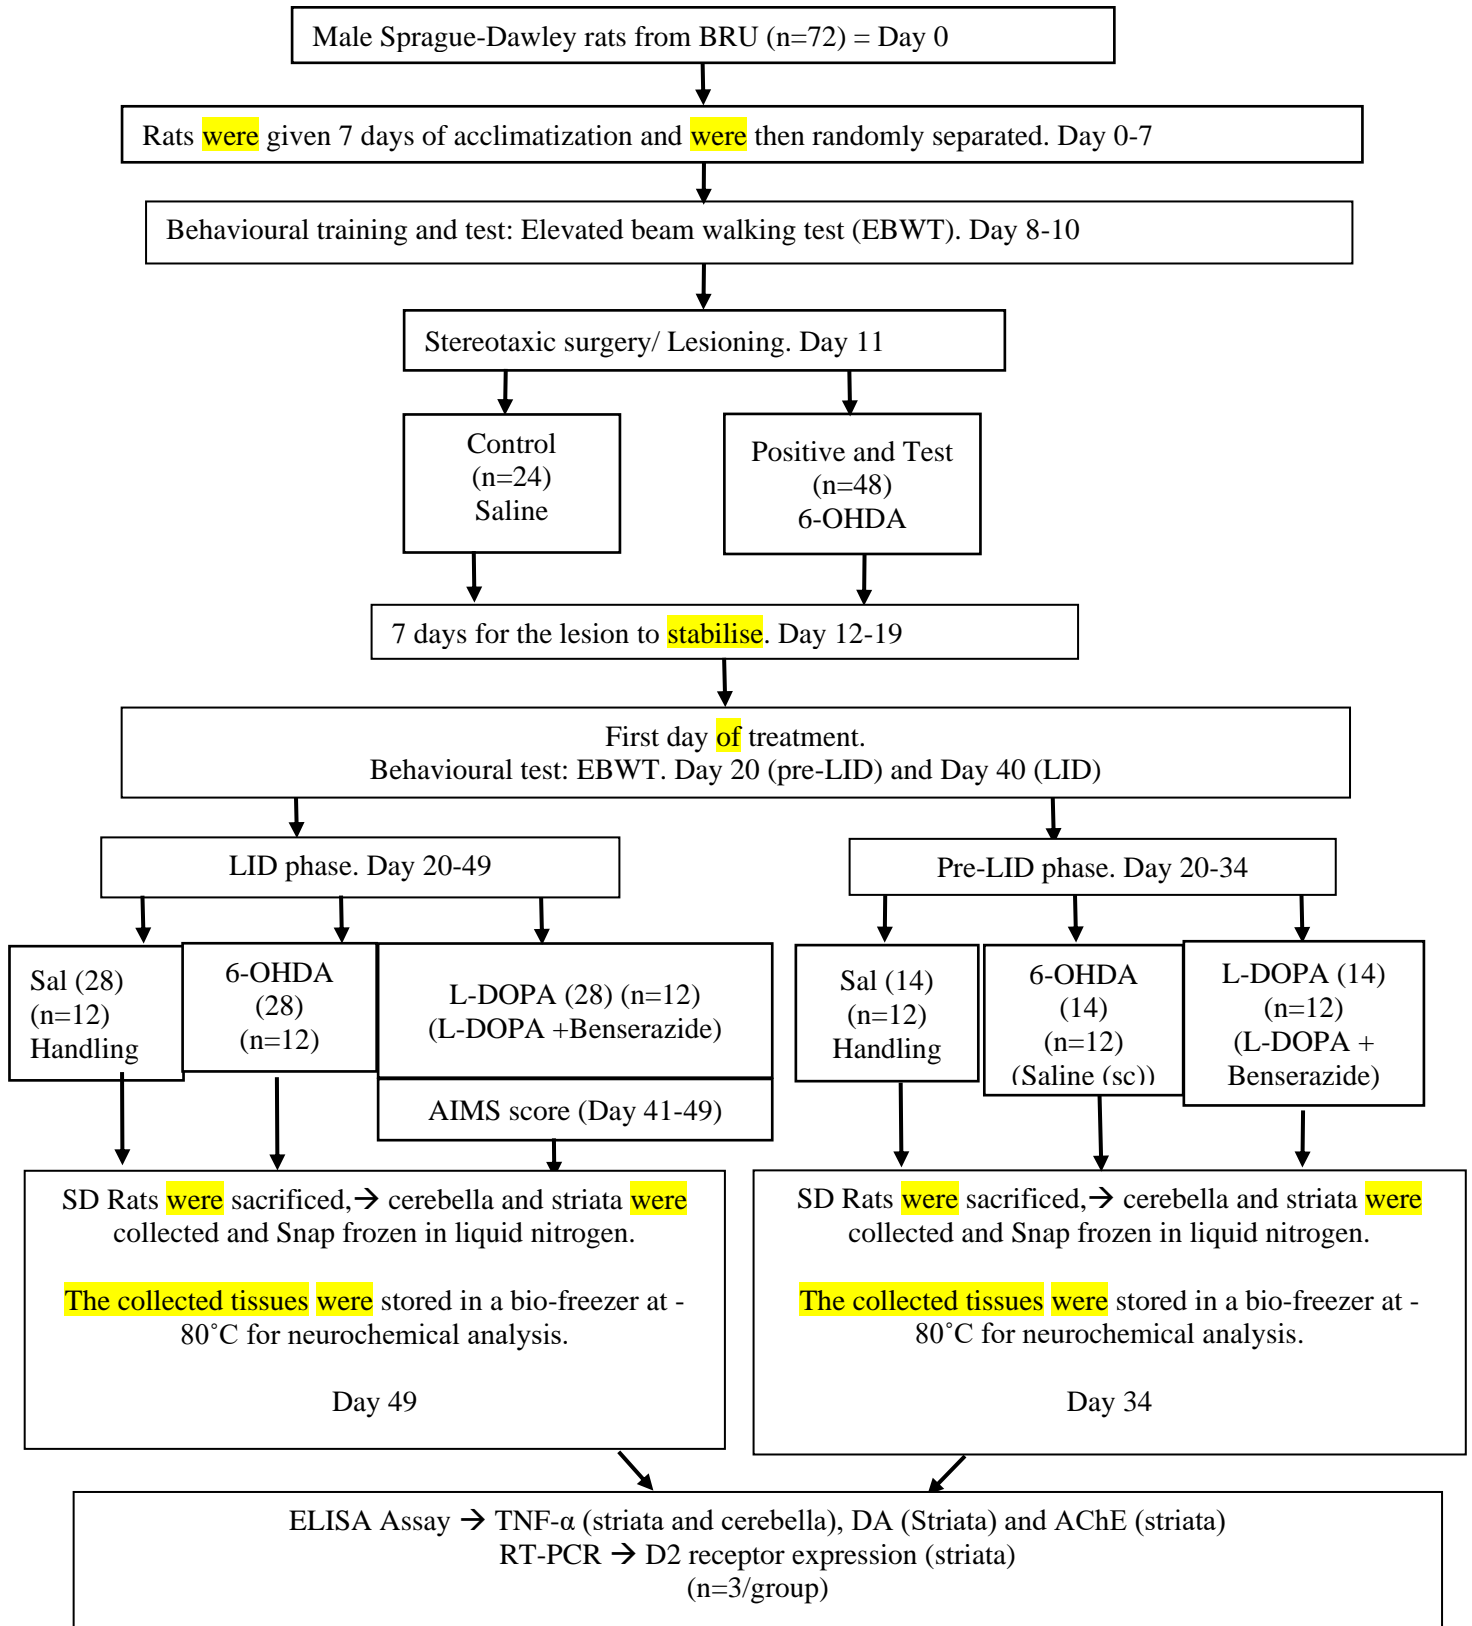 Male Sprague-Dawley rats from BRU (n=72) = Day 0
Rats were given 7 days of acclimatization and were then randomly separated. Day 0-7
Behavioural training and test: Elevated beam walking test (EBWT). Day 8-10
Stereotaxic surgery/ Lesioning. Day 11
Control
(n=24)
Saline
Positive and Test
(n=48)
6-OHDA
7 days for the lesion to stabilise. Day 12-19
First day of treatment.
Behavioural test: EBWT. Day 20 (pre-LID) and Day 40 (LID)
LID phase. Day 20-49
Pre-LID phase. Day 20-34
Sal (28)
(n=12)
Handling
6-OHDA
(28)
(n=12)
L-DOPA (28) (n=12)
(L-DOPA +Benserazide)
AIMS score (Day 41-49)
Sal (14)
(n=12)
Handling
6-OHDA
(14)
(n=12)
(Saline (sc))
L-DOPA (14)
(n=12)
(L-DOPA +
Benserazide)
SD Rats were sacrificed,→ cerebella and striata were
collected and Snap frozen in liquid nitrogen.
The collected tissues were stored in a bio-freezer at -
80˚C for neurochemical analysis.
Day 49
SD Rats were sacrificed,→ cerebella and striata were
collected and Snap frozen in liquid nitrogen.
The collected tissues were stored in a bio-freezer at -
80˚C for neurochemical analysis.
Day 34
ELISA Assay → TNF-α (striata and cerebella), DA (Striata) and AChE (striata)
RT-PCR → D2 receptor expression (striata)
(n=3/group)